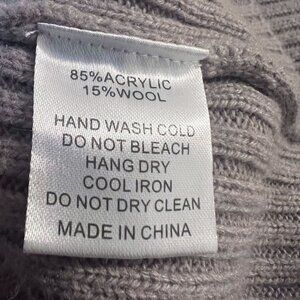 85%ACRYLIC
15%WOOL
HAND WASH COLD
DO NOT BLEACH
HANG DRY
COOL IRON
DO NOT DRY CLEAN
MADE IN CHINA